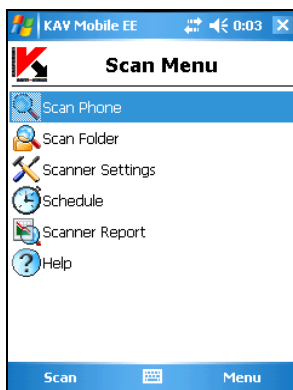 KAV Mobile EE 0:03
Scan Menu
Scan Phone
Scan Folder
Scanner Settings
Schedule
Scanner Report
Help
Scan Menu